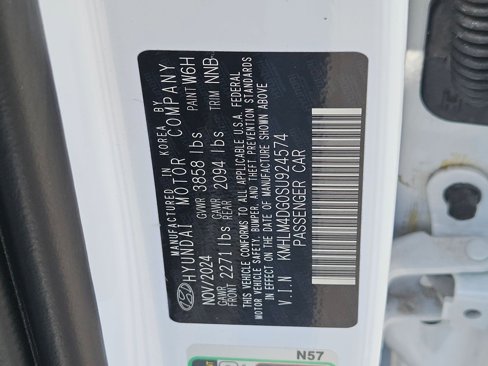 MANUFACTURED IN KOREA BY
HYUNDAI MOTOR COMPANY
NOV/2024 GVWR 3858 lbs PAINT W6H
GAWR FRONT 2271 lbs GAWR REAR 2094 lbs TRIM NNB
THIS VEHICLE CONFORMS TO ALL APPLICABLE U.S.A. FEDERAL
MOTOR VEHICLE SAFETY, BUMPER, AND THEFT PREVENTION STANDARDS
IN EFFECT ON THE DATE OF MANUFACTURE SHOWN ABOVE
V.I.N KMHLM4DG0SU924574
PASSENGER CAR
N57